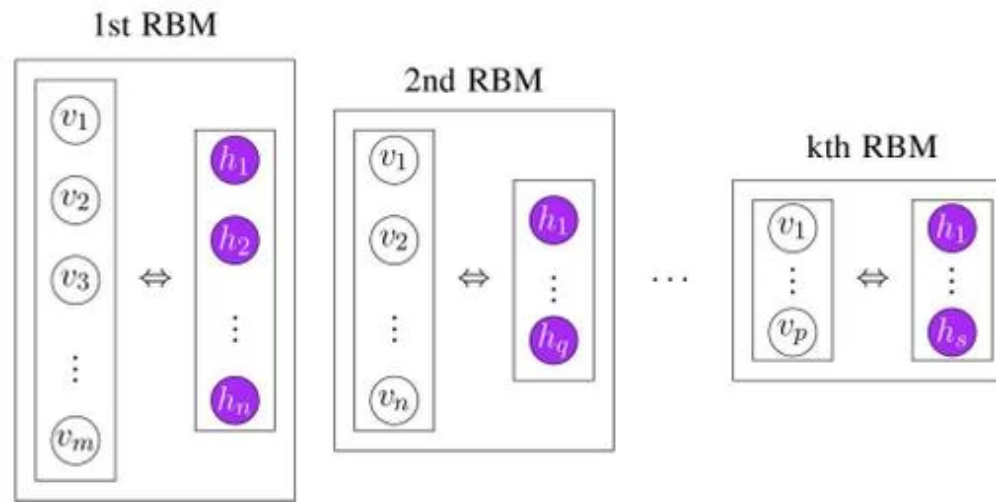 1st RBM
v₁
v₂
v₃
⋮
vₘ
⇔
h₁
h₂
⋮
hₙ
2nd RBM
v₁
v₂
⋮
vₙ
⇔
h₁
⋮
h_q
⋯
kth RBM
v₁
⋮
vₚ
⇔
h₁
⋮
hₛ